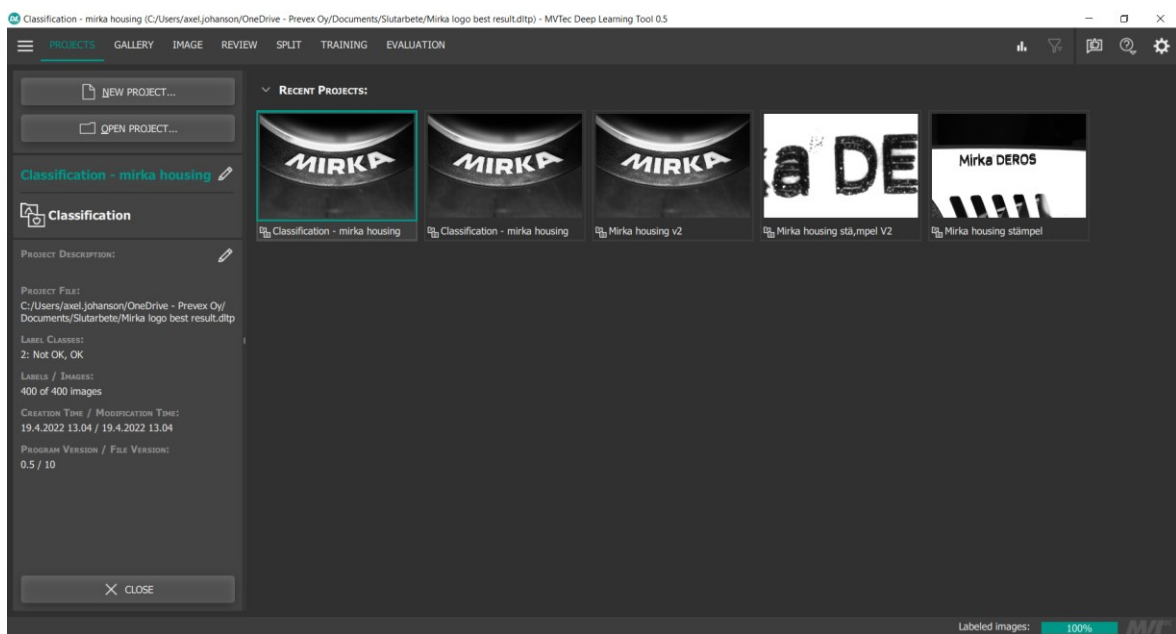 Classification - mirka housing (C:/Users/axel.johanson/OneDrive - Prevex Oy/Documents/Slutarbete/Mirka logo best result.dltp) - MVTec Deep Learning Tool 0.5
PROJECTS GALLERY IMAGE REVIEW SPLIT TRAINING EVALUATION
NEW PROJECT...
OPEN PROJECT...
Classification - mirka housing
Classification
PROJECT DESCRIPTION:
PROJECT FILE:
C:/Users/axel.johanson/OneDrive - Prevex Oy/
Documents/Slutarbete/Mirka logo best result.dltp
LABEL CLASSES:
2: Not OK, OK
LABELS / IMAGES:
400 of 400 images
CREATION TIME / MODIFICATION TIME:
19.4.2022 13.04 / 19.4.2022 13.04
PROGRAM VERSION / FILE VERSION:
0.5 / 10
CLOSE
RECENT PROJECTS:
MIRKA MIRKA MIRKA a DE Mirka DEROS
Classification - mirka housing Classification - mirka housing Mirka housing v2 Mirka housing stä,mpel V2 Mirka housing stämpel
Labeled images: 100%